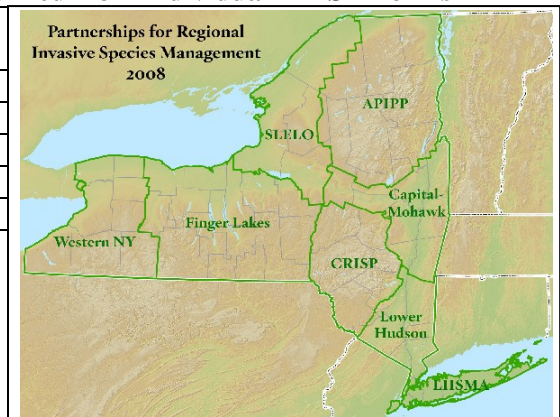 Partnerships for Regional
Invasive Species Management
2008
APIPP
SLELO
Capital-
Mohawk
Finger Lakes
Western NY
CRISP
Lower
Hudson
LIISMA